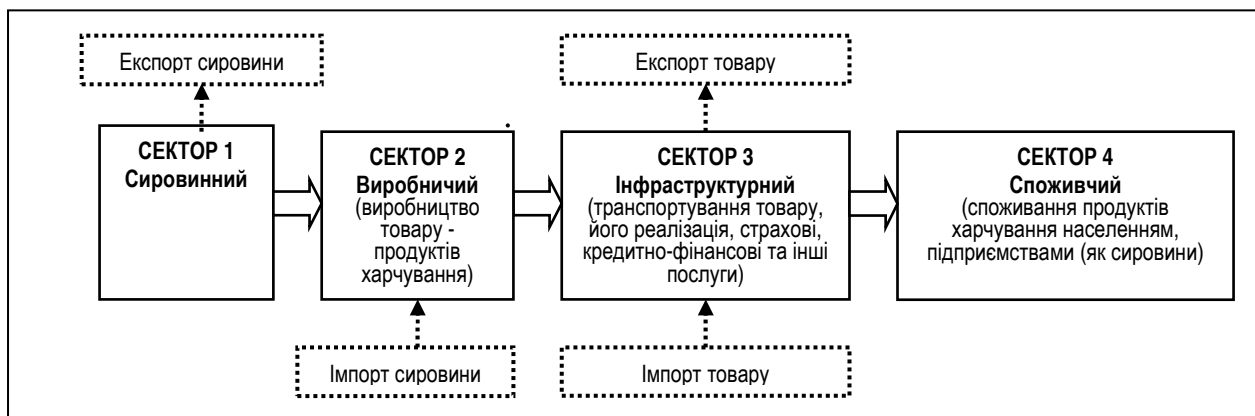 Експорт сировини
Експорт товару
СЕКТОР 1
Сировинний
СЕКТОР 2
Виробничий
(виробництво
товару -
продуктів
харчування)
СЕКТОР 3
Інфраструктурний
(транспортування товару,
його реалізація, страхові,
кредитно-фінансові та інші
послуги)
СЕКТОР 4
Споживчий
(споживання продуктів
харчування населенням,
підприємствами (як сировини)
Імпорт сировини
Імпорт товару